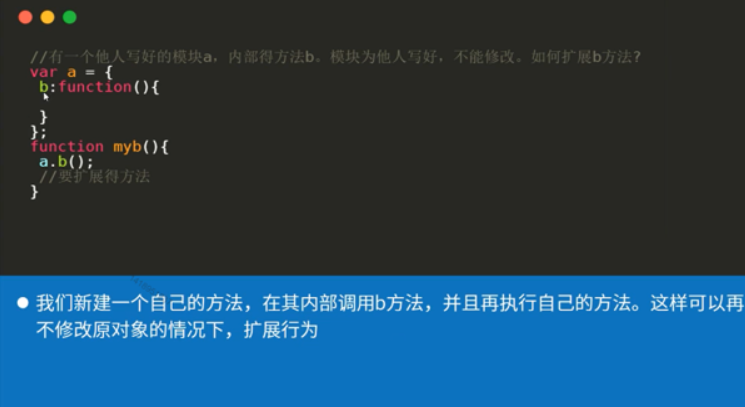 //有一个他人写好的模块a，内部得方法b。模块为他人写好，不能修改。如何扩展b方法?
var a = {
b:function(){
}
};
function myb(){
a.b();
//要扩展得方法
}
我们新建一个自己的方法，在其内部调用b方法，并且再执行自己的方法。这样可以再
不修改原对象的情况下，扩展行为